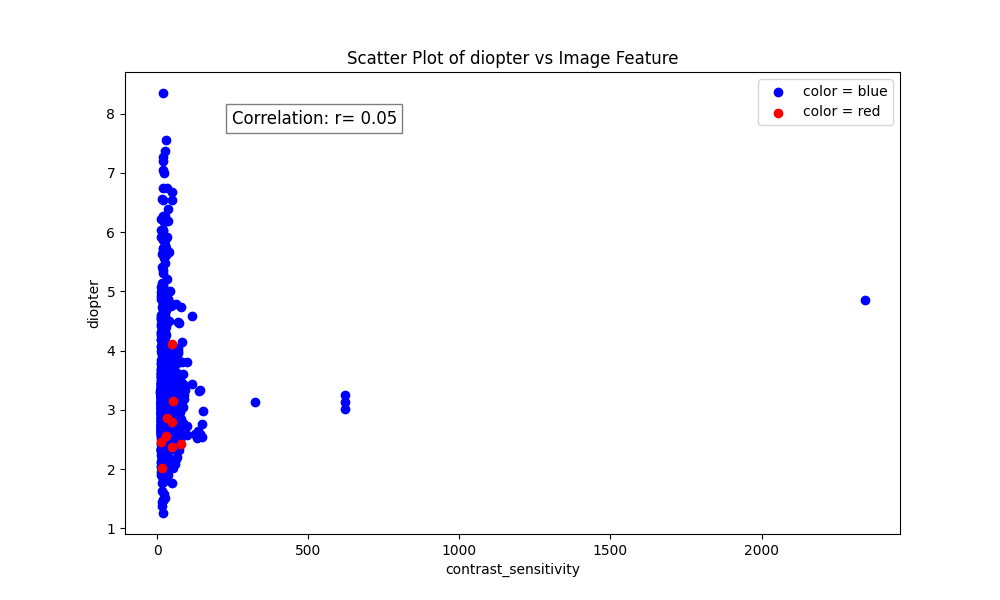 Scatter Plot of diopter vs Image Feature
Correlation: r= 0.05
color = blue
color = red
8
7
6
5
4
3
2
1
diopter
0
500
1000
1500
2000
contrast_sensitivity